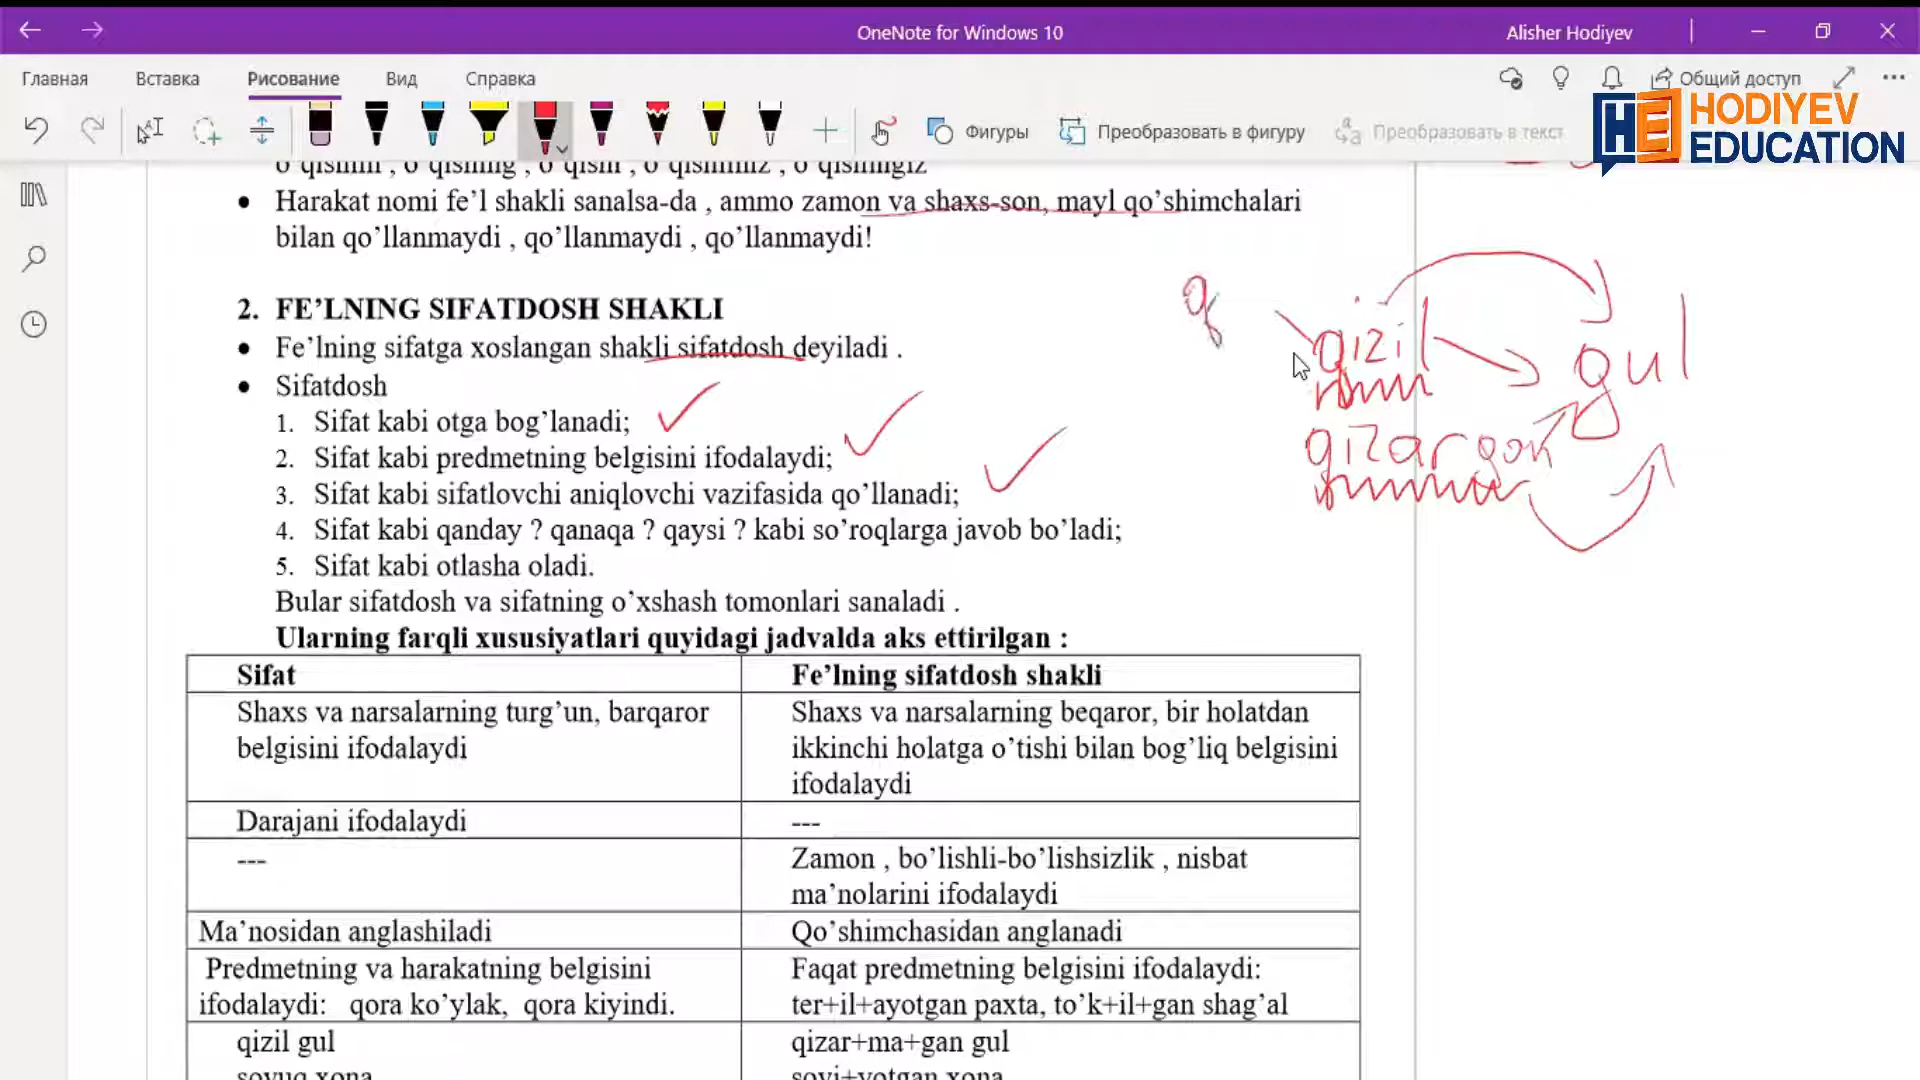 OneNote for Windows 10
Alisher Hodiyev
Главная Вставка Рисование Вид Справка
Общий доступ
Фигуры Преобразовать в фигуру Преобразовать в текст
HODIYEV
EDUCATION
Harakat nomi fe’l shakli sanalsa-da , ammo zamon va shaxs-son, mayl qo’shimchalari
bilan qo’llanmaydi , qo’llanmaydi , qo’llanmaydi!
2. FE’LNING SIFATDOSH SHAKLI
Fe’lning sifatga xoslangan shakli sifatdosh deyiladi .
Sifatdosh
1. Sifat kabi otga bog’lanadi;
2. Sifat kabi predmetning belgisini ifodalaydi;
3. Sifat kabi sifatlovchi aniqlovchi vazifasida qo’llanadi;
4. Sifat kabi qanday ? qanaqa ? qaysi ? kabi so’roqlarga javob bo’ladi;
5. Sifat kabi otlasha oladi.
Bular sifatdosh va sifatning o’xshash tomonlari sanaladi .
Ularning farqli xususiyatlari quyidagi jadvalda aks ettirilgan :
q
qizil gul
qizargan
Sifat Fe’lning sifatdosh shakli
Shaxs va narsalarning turg’un, barqaror
belgisini ifodalaydi
Shaxs va narsalarning beqaror, bir holatdan
ikkinchi holatga o’tishi bilan bog’liq belgisini
ifodalaydi
Darajani ifodalaydi ---
---
Zamon , bo’lishli-bo’lishsizlik , nisbat
ma’nolarini ifodalaydi
Ma’nosidan anglashiladi Qo’shimchasidan anglanadi
Predmetning va harakatning belgisini
ifodalaydi: qora ko’ylak, qora kiyindi.
Faqat predmetning belgisini ifodalaydi:
ter+il+ayotgan paxta, to’k+il+gan shag’al
qizil gul qizar+ma+gan gul